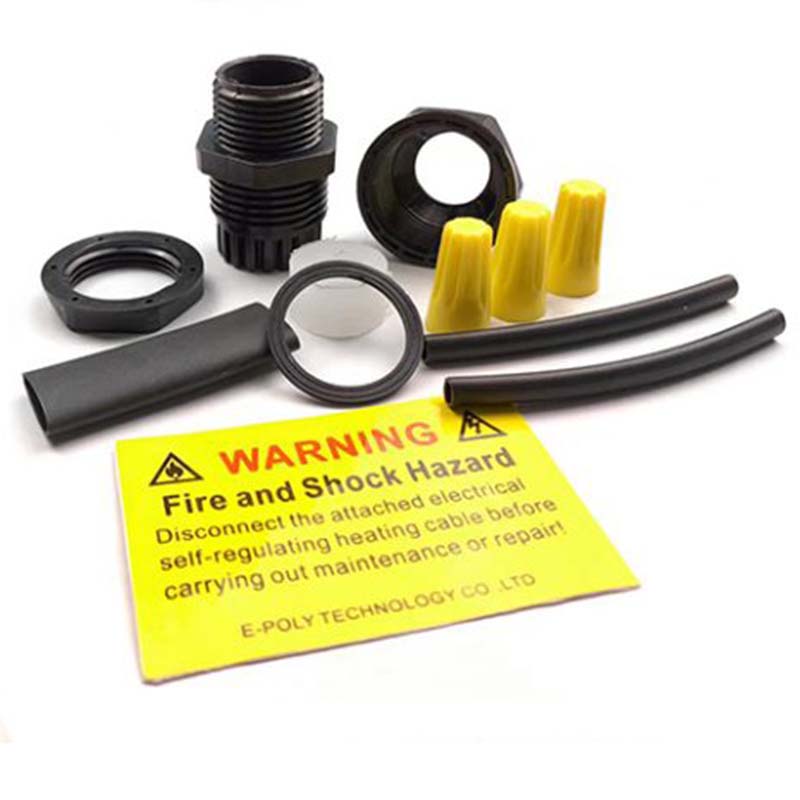 WARNING
Fire and Shock Hazard
Disconnect the attached electrical
self-regulating heating cable before
carrying out maintenance or repair!
E-POLY TECHNOLOGY CO .,LTD